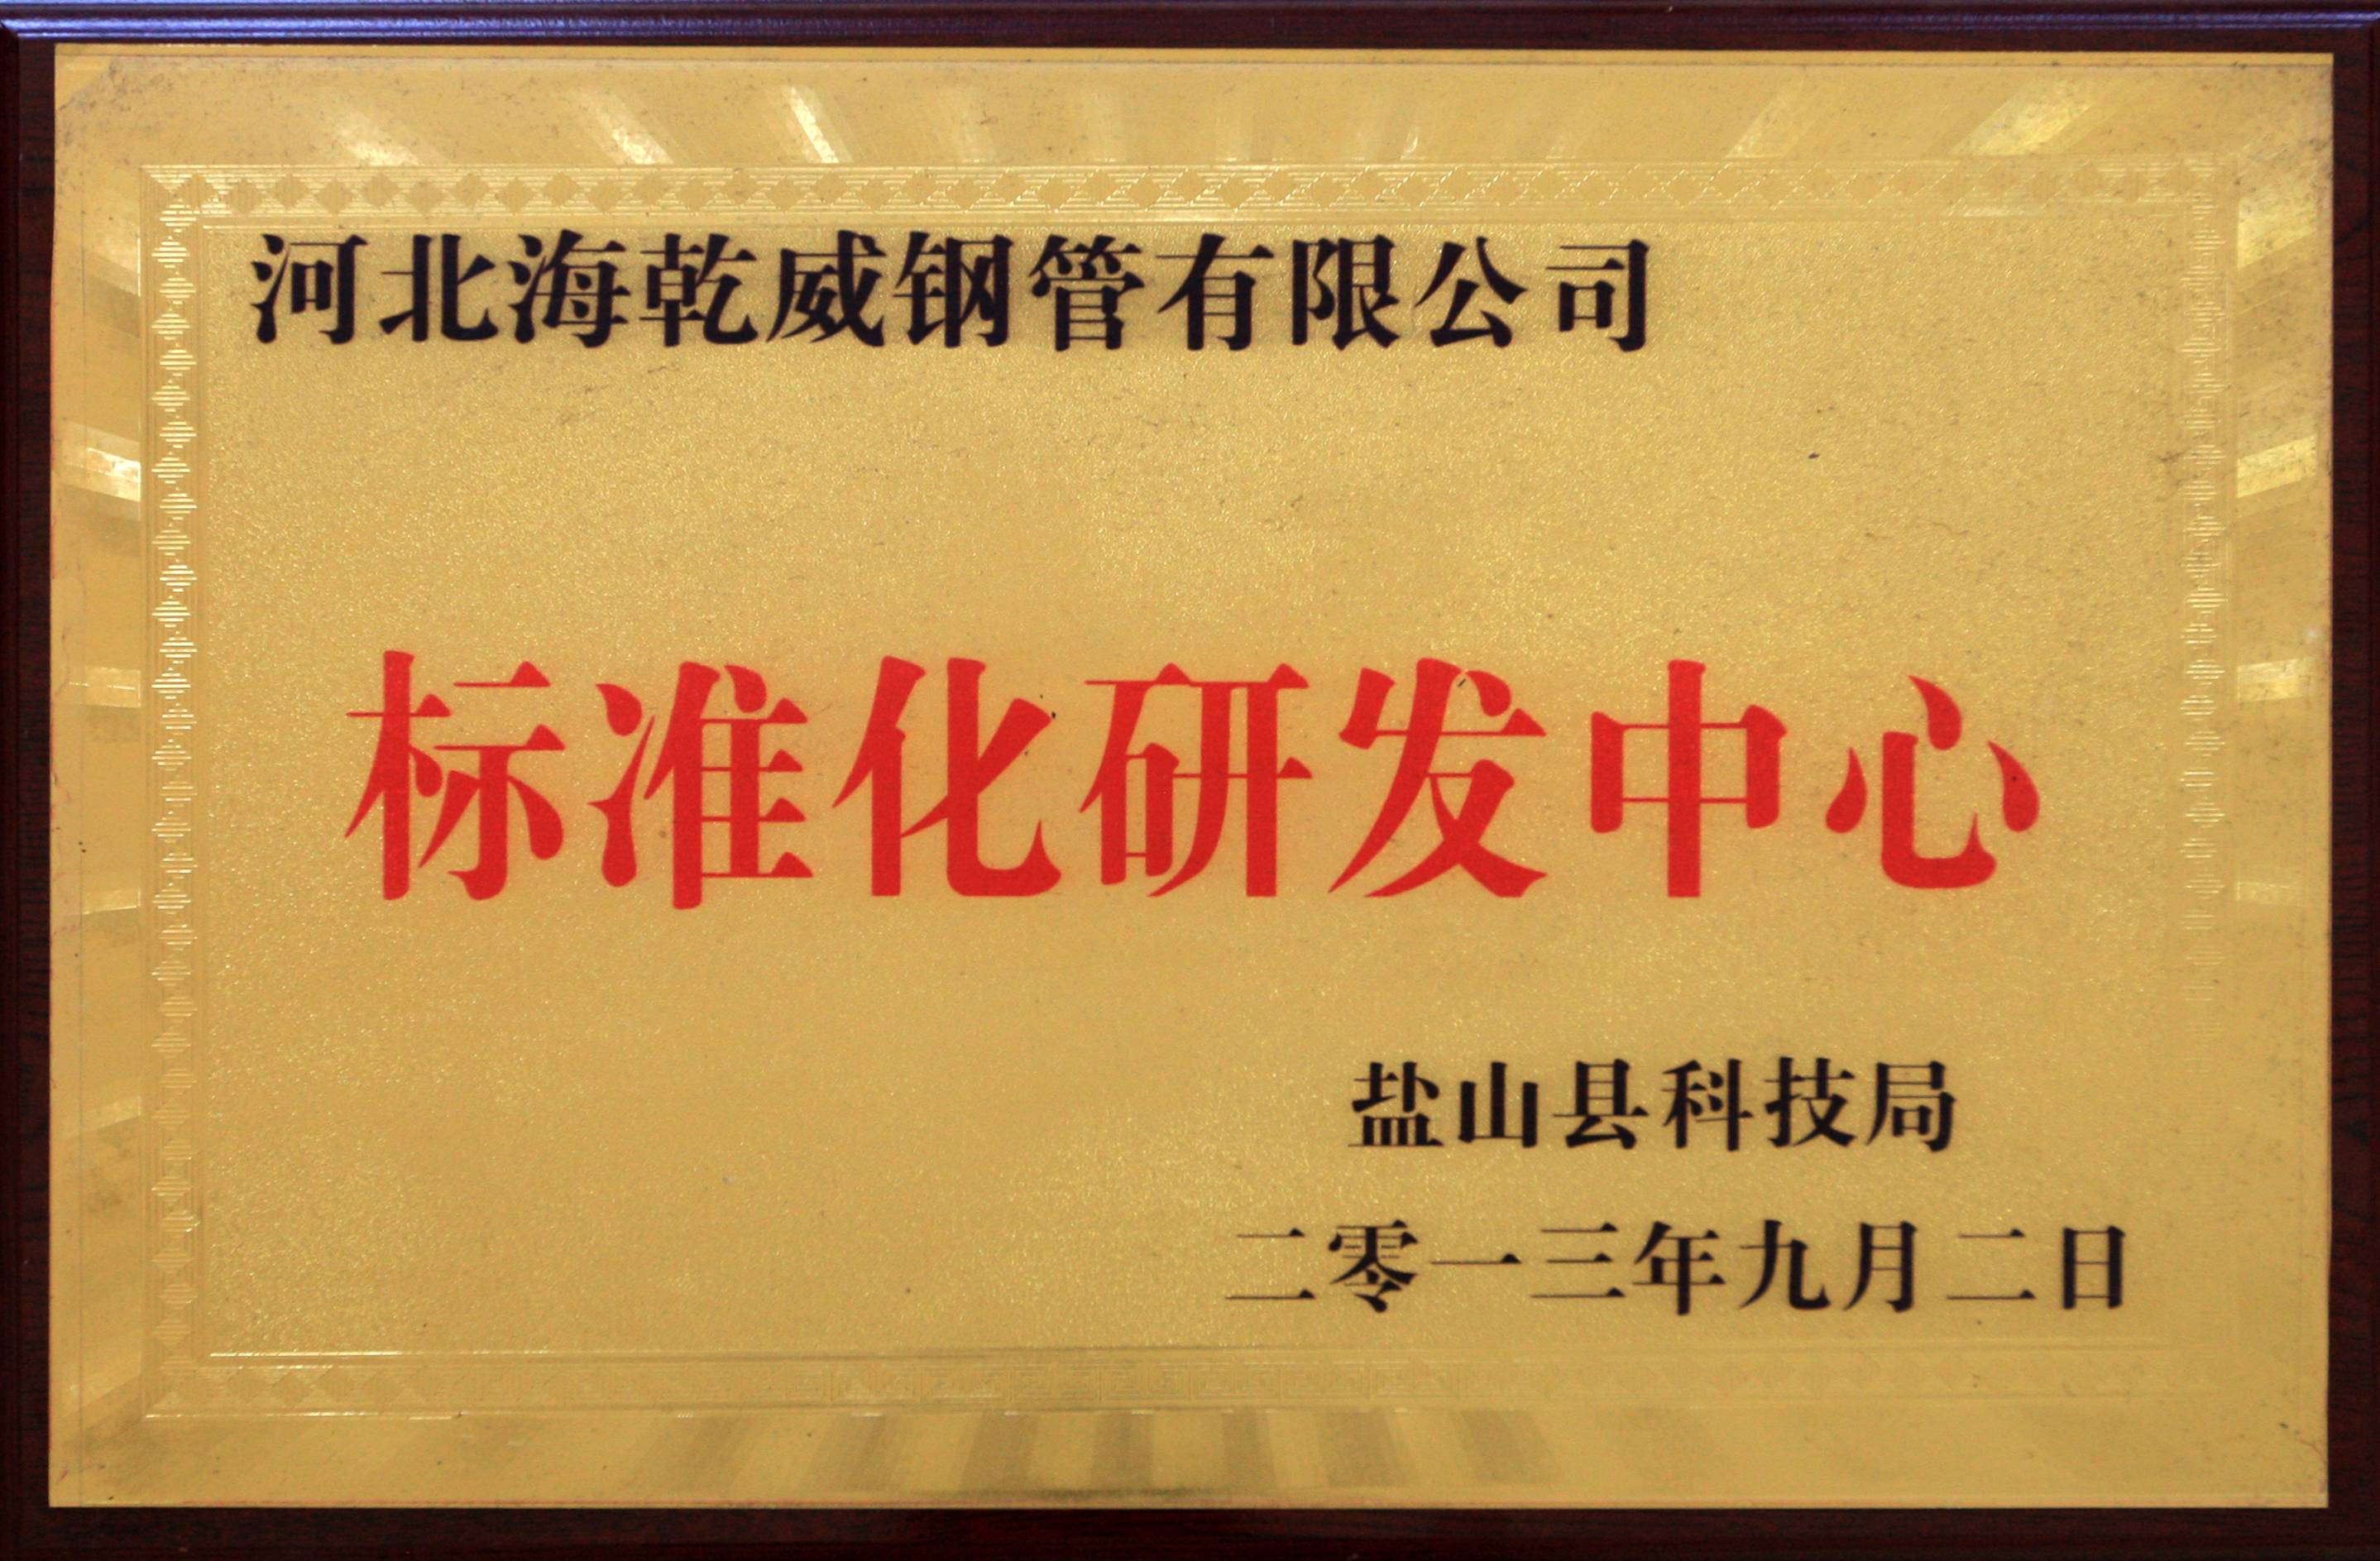 河北海乾威钢管有限公司
标准化研发中心
盐山县科技局
二零一三年九月二日